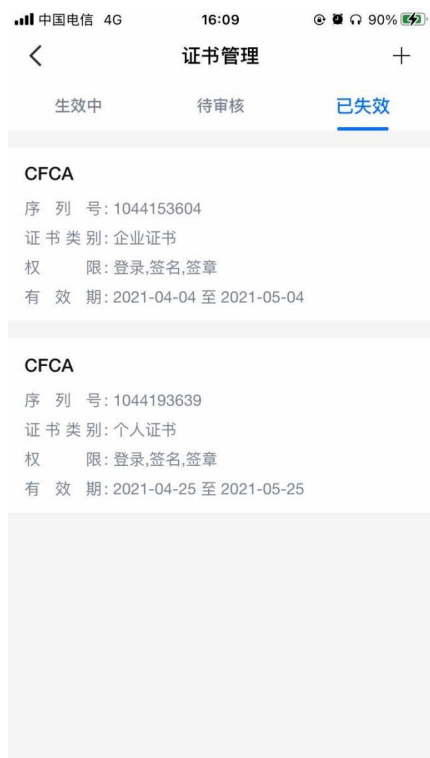 中国电信 4G 16:09 90%
证书管理
生效中 待审核 已失效
CFCA
序列号:1044153604
证书类别:企业证书
权限:登录,签名,签章
有效期:2021-04-04 至 2021-05-04
CFCA
序列号:1044193639
证书类别:个人证书
权限:登录,签名,签章
有效期:2021-04-25 至 2021-05-25